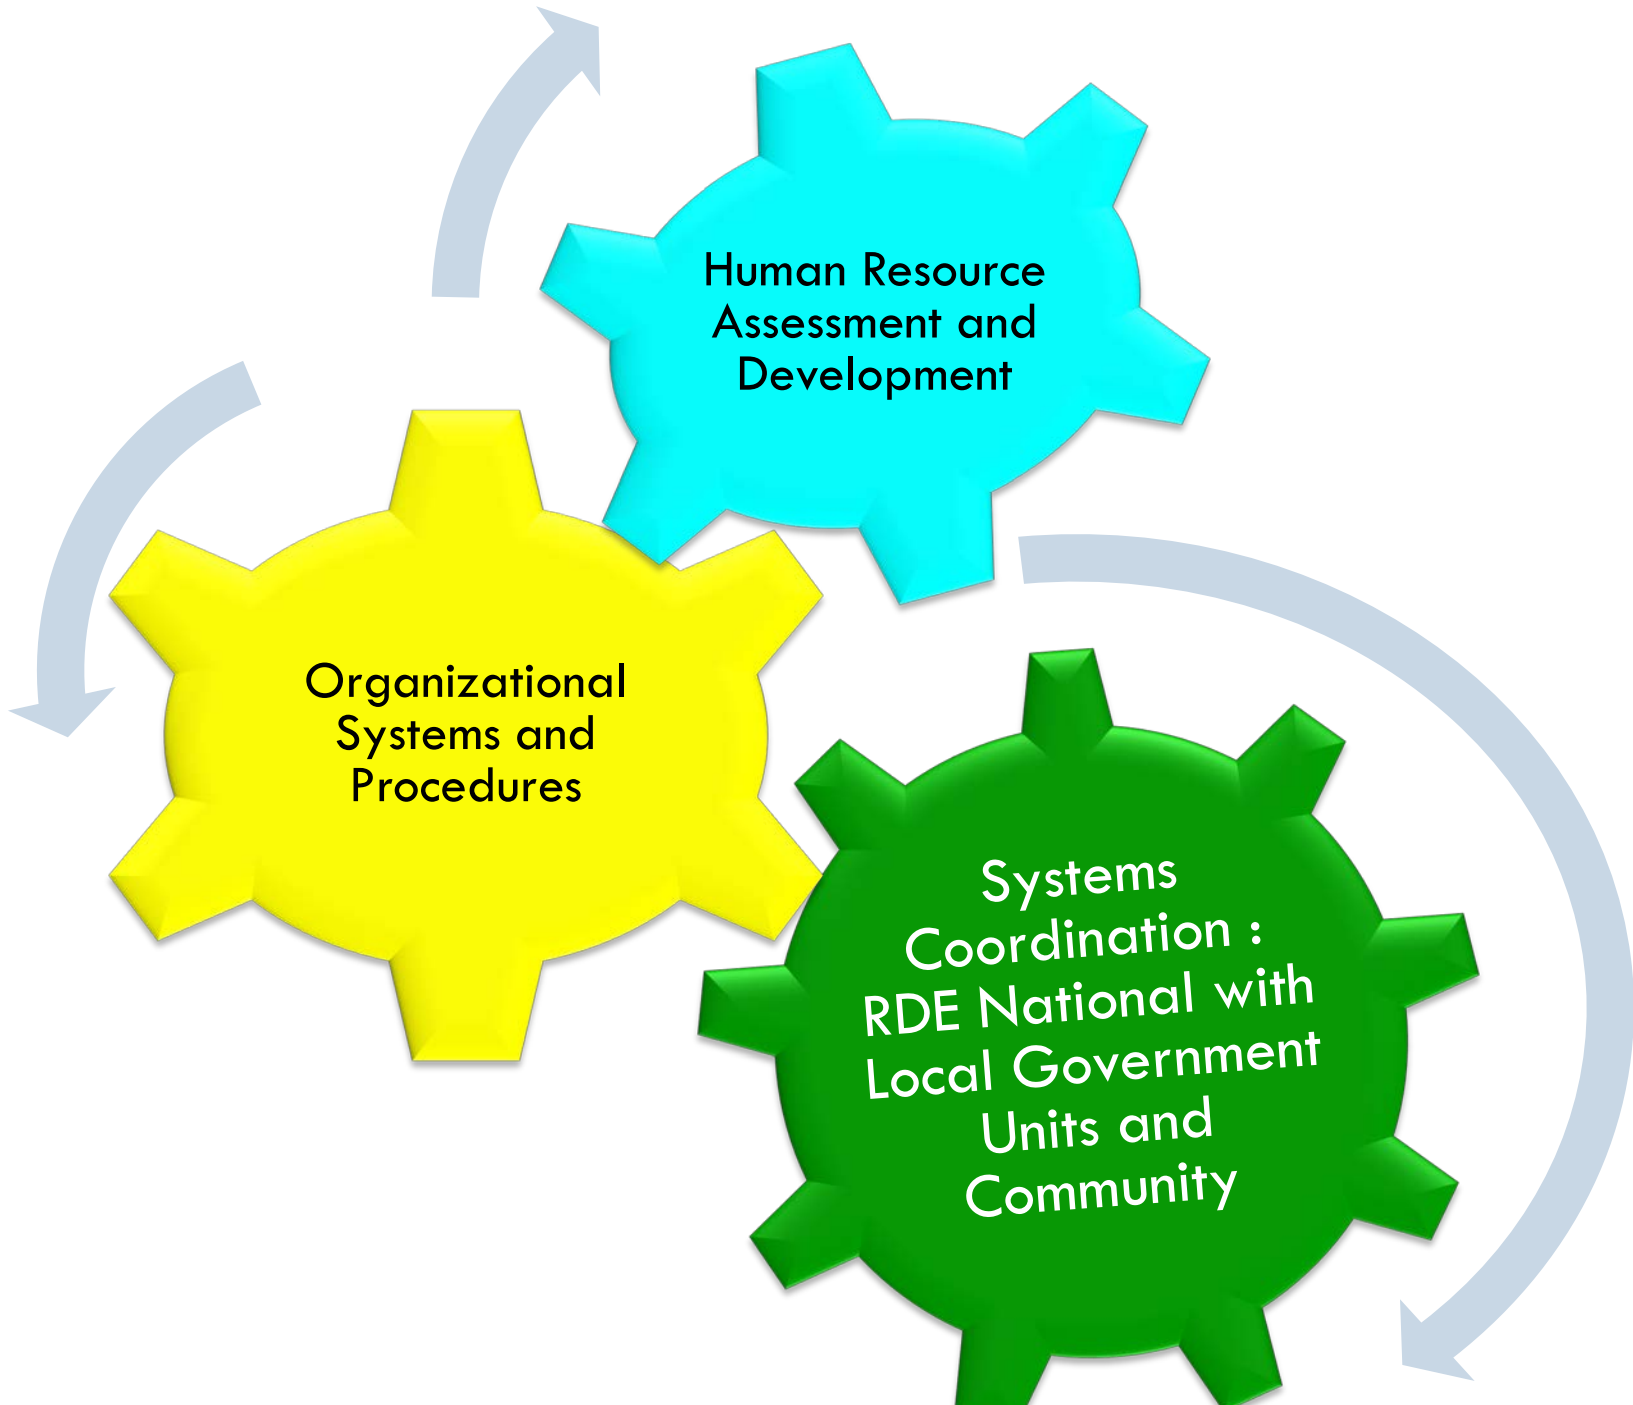 Human Resource
Assessment and
Development
Organizational
Systems and
Procedures
Systems
Coordination :
RDE National with
Local Government
Units and
Community